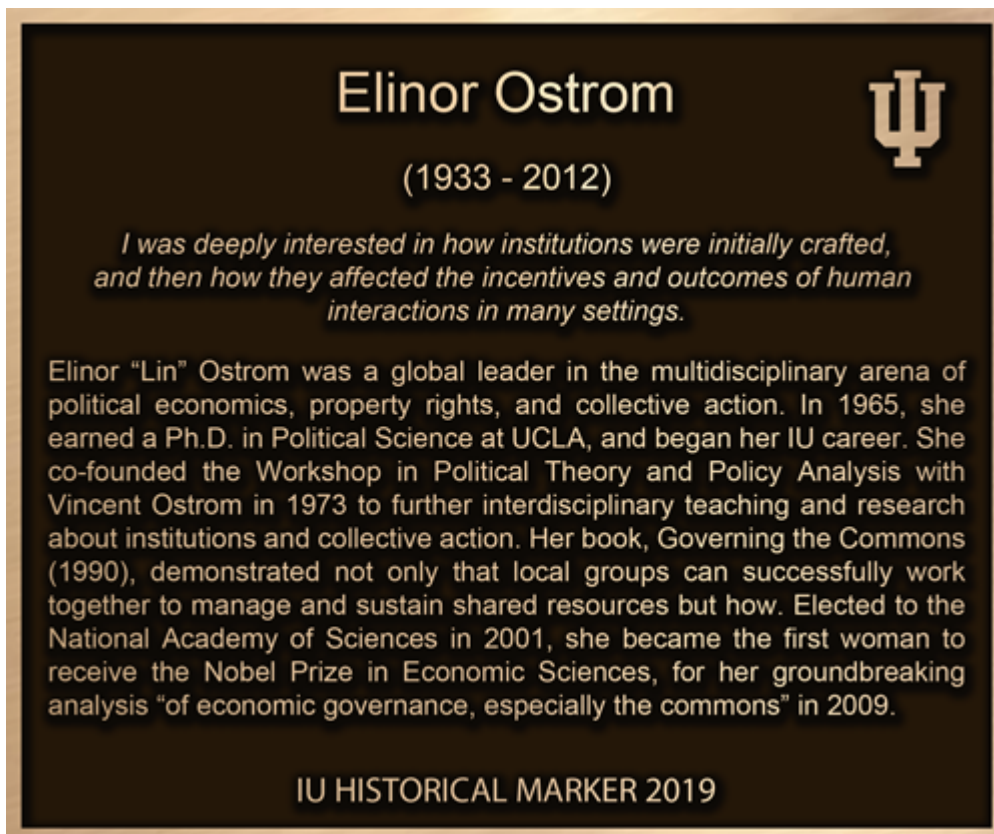 Elinor Ostrom
(1933 - 2012)
I was deeply interested in how institutions were initially crafted,
and then how they affected the incentives and outcomes of human
interactions in many settings.
Elinor “Lin” Ostrom was a global leader in the multidisciplinary arena of
political economics, property rights, and collective action. In 1965, she
earned a Ph.D. in Political Science at UCLA, and began her IU career. She
co-founded the Workshop in Political Theory and Policy Analysis with
Vincent Ostrom in 1973 to further interdisciplinary teaching and research
about institutions and collective action. Her book, Governing the Commons
(1990), demonstrated not only that local groups can successfully work
together to manage and sustain shared resources but how. Elected to the
National Academy of Sciences in 2001, she became the first woman to
receive the Nobel Prize in Economic Sciences, for her groundbreaking
analysis “of economic governance, especially the commons” in 2009.
IU HISTORICAL MARKER 2019